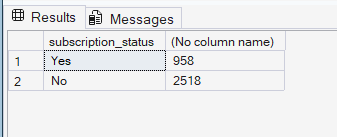 Results Messages
subscription_status (No column name)
1 Yes 958
2 No 2518